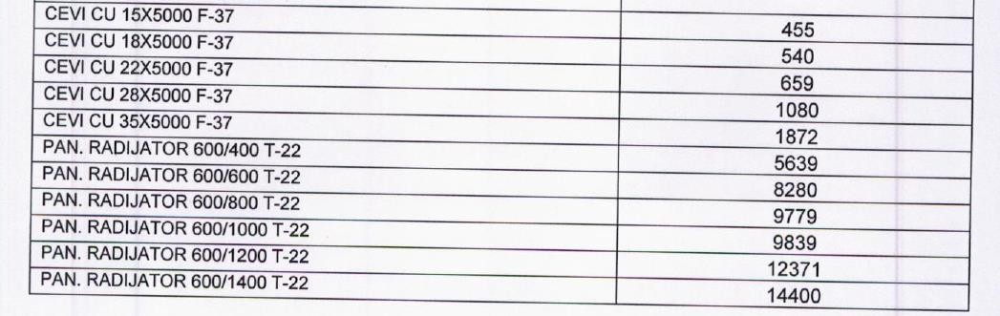 CEVI CU 15X5000 F-37 455
CEVI CU 18X5000 F-37 540
CEVI CU 22X5000 F-37 659
CEVI CU 28X5000 F-37 1080
CEVI CU 35X5000 F-37 1872
PAN. RADIJATOR 600/400 T-22 5639
PAN. RADIJATOR 600/600 T-22 8280
PAN. RADIJATOR 600/800 T-22 9779
PAN. RADIJATOR 600/1000 T-22 9839
PAN. RADIJATOR 600/1200 T-22 12371
PAN. RADIJATOR 600/1400 T-22 14400